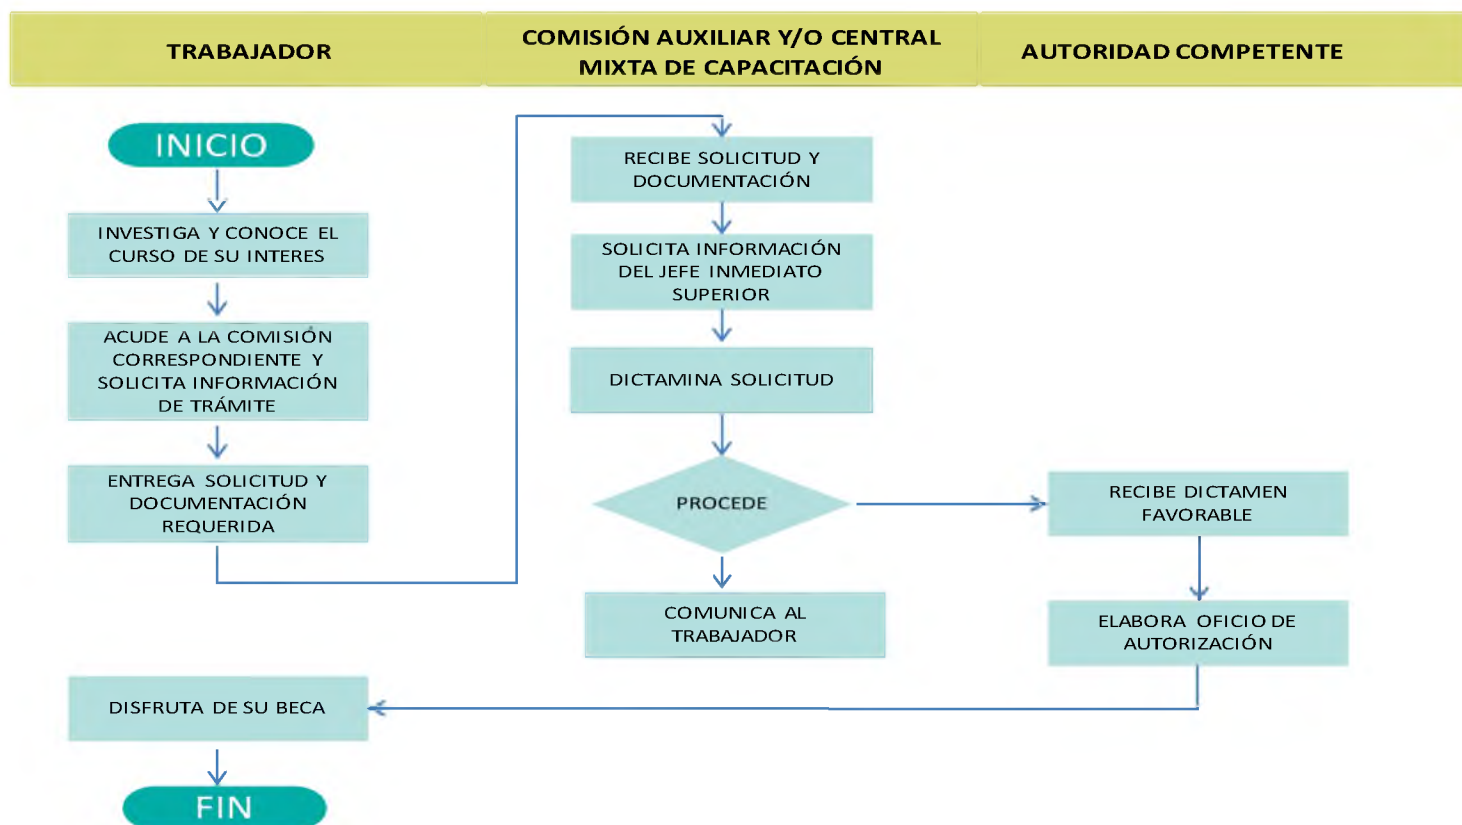 TRABAJADOR
COMISIÓN AUXILIAR Y/O CENTRAL
MIXTA DE CAPACITACIÓN
AUTORIDAD COMPETENTE
INICIO
INVESTIGA Y CONOCE EL
CURSO DE SU INTERES
ACUDE A LA COMISIÓN
CORRESPONDIENTE Y
SOLICITA INFORMACIÓN
DE TRÁMITE
ENTREGA SOLICITUD Y
DOCUMENTACIÓN
REQUERIDA
RECIBE SOLICITUD Y
DOCUMENTACIÓN
SOLICITA INFORMACIÓN
DEL JEFE INMEDIATO
SUPERIOR
DICTAMINA SOLICITUD
PROCEDE
COMUNICA AL
TRABAJADOR
RECIBE DICTAMEN
FAVORABLE
ELABORA OFICIO DE
AUTORIZACIÓN
DISFRUTA DE SU BECA
FIN